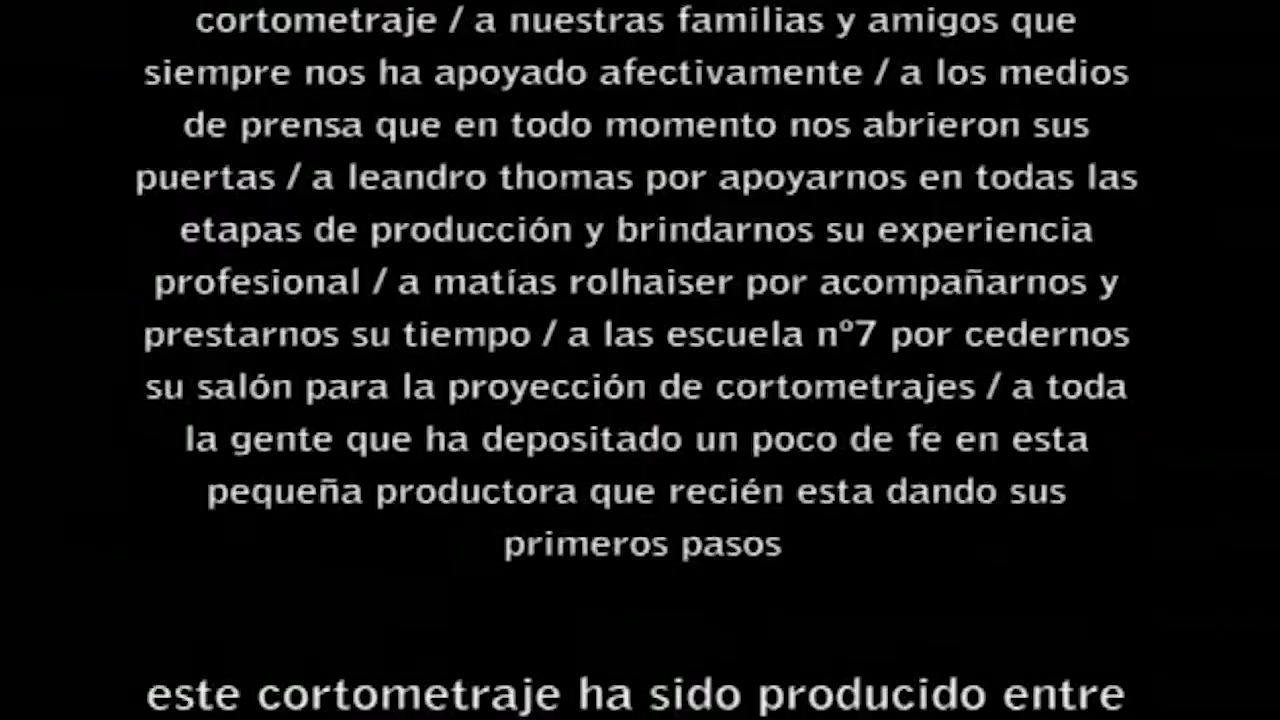 cortometraje / a nuestras familias y amigos que
siempre nos ha apoyado afectivamente / a los medios
de prensa que en todo momento nos abrieron sus
puertas / a leandro thomas por apoyarnos en todas las
etapas de producción y brindarnos su experiencia
profesional / a matías rolhaiser por acompañarnos y
prestarnos su tiempo / a las escuela nº7 por cedernos
su salón para la proyección de cortometrajes / a toda
la gente que ha depositado un poco de fe en esta
pequeña productora que recién esta dando sus
primeros pasos
este cortometraje ha sido producido entre